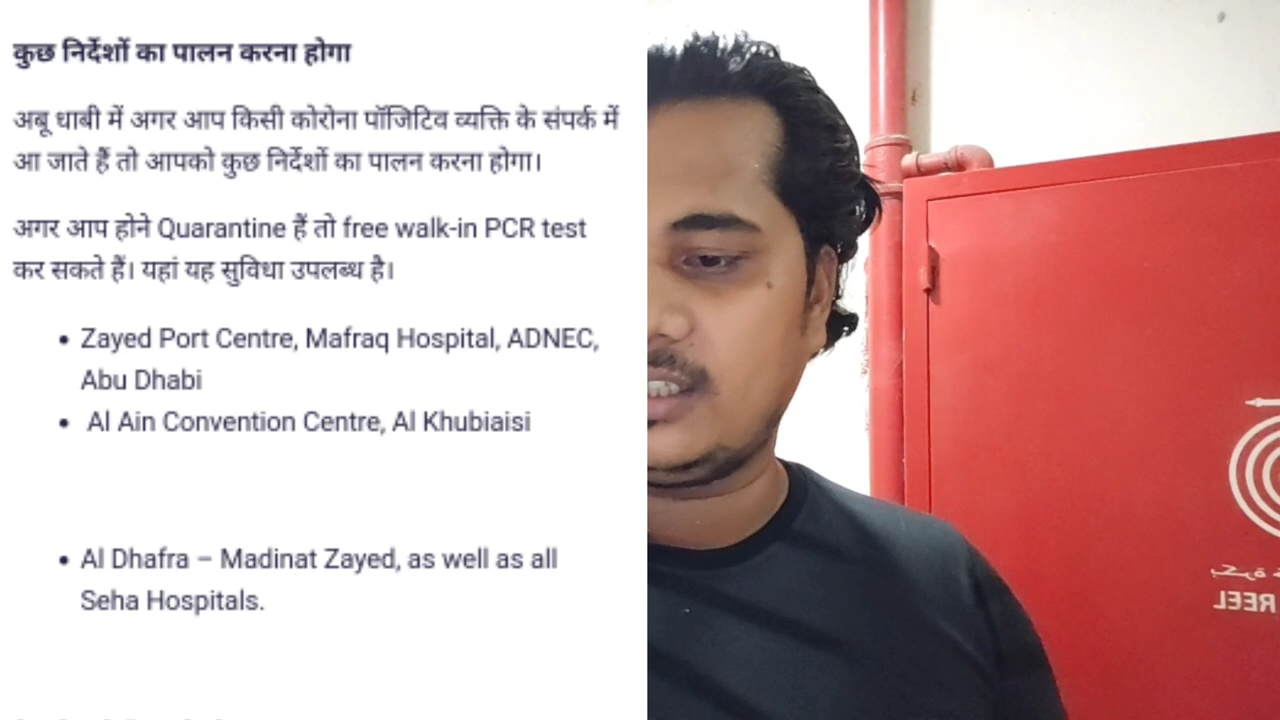 कुछ निर्देशों का पालन करना होगा
अबू धाबी में अगर आप किसी कोरोना पॉजिटिव व्यक्ति के संपर्क में
आ जाते हैं तो आपको कुछ निर्देशों का पालन करना होगा।
अगर आप होने Quarantine हैं तो free walk-in PCR test
कर सकते हैं। यहां यह सुविधा उपलब्ध है।
• Zayed Port Centre, Mafraq Hospital, ADNEC,
Abu Dhabi
• Al Ain Convention Centre, Al Khubiaisi
• Al Dhafra – Madinat Zayed, as well as all
Seha Hospitals.
REEL